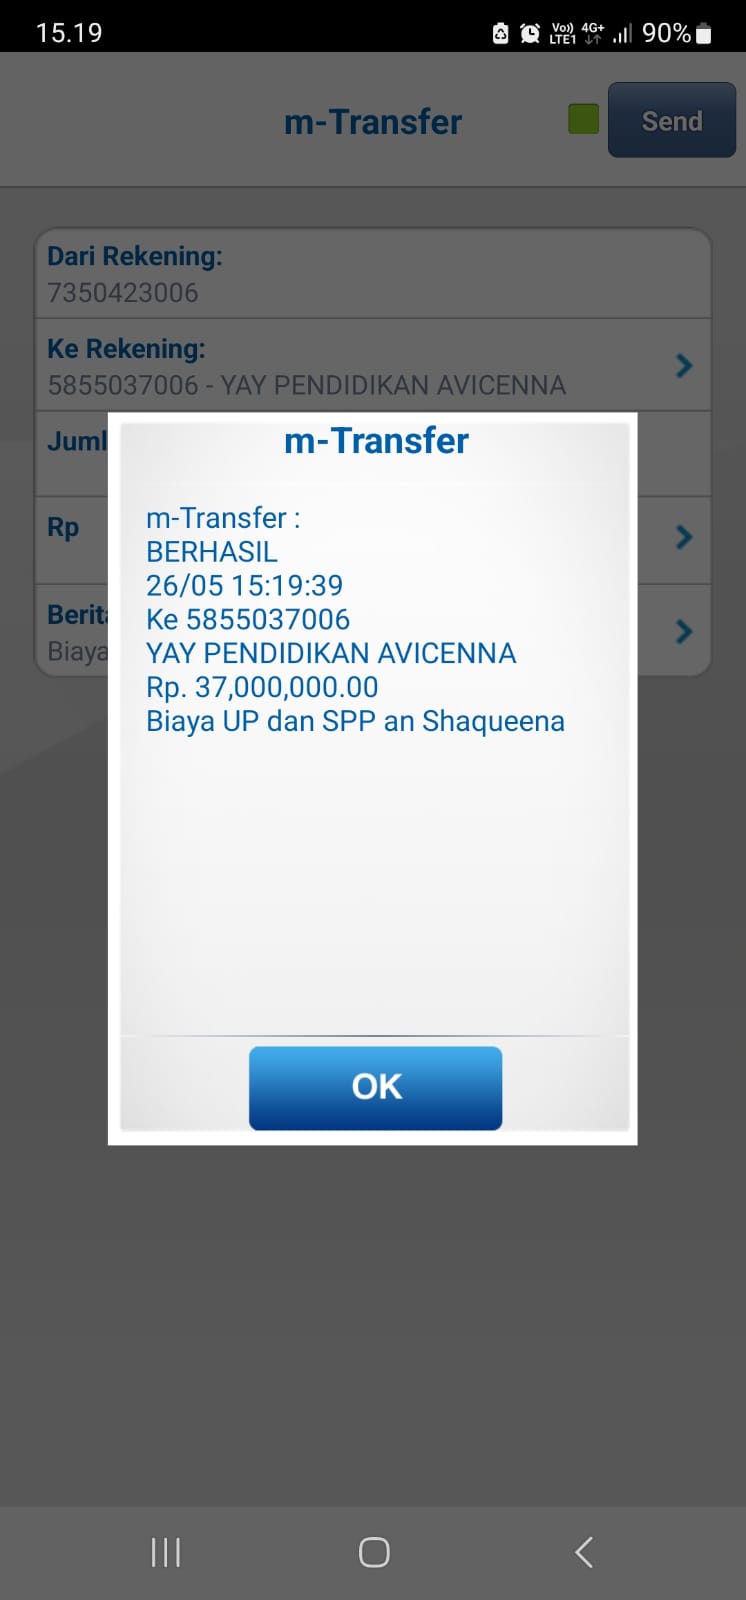 15.19
Vo)) LTE1 4G+ 90%
m-Transfer
Send
Dari Rekening:
7350423006
Ke Rekening:
5855037006 - YAY PENDIDIKAN AVICENNA
Juml
Rp
Berita
Biaya
m-Transfer
m-Transfer :
BERHASIL
26/05 15:19:39
Ke 5855037006
YAY PENDIDIKAN AVICENNA
Rp. 37,000,000.00
Biaya UP dan SPP an Shaqueena
OK